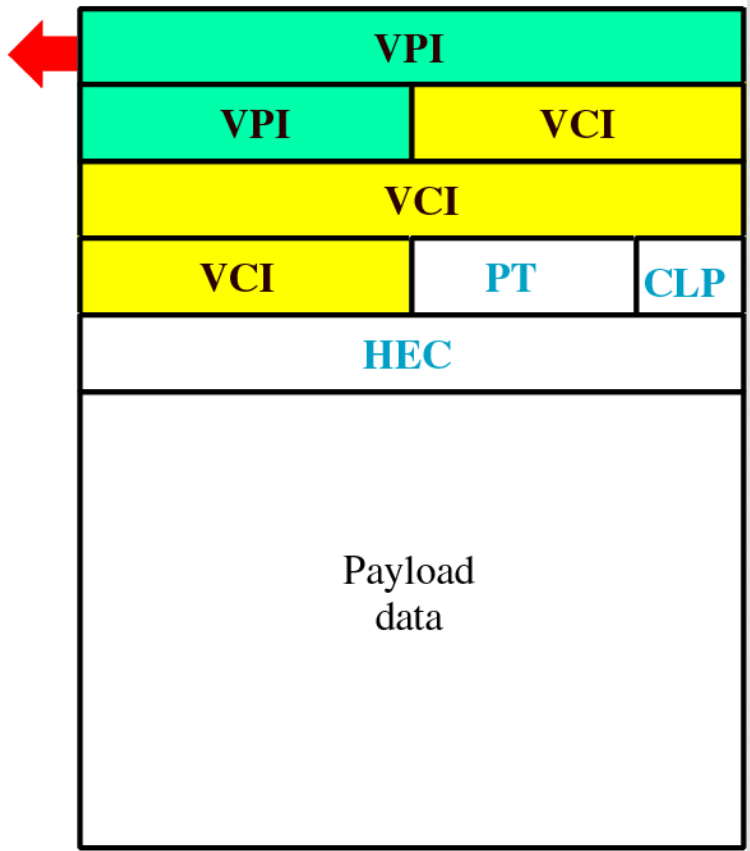 VPI
VPI VCI
VCI
VCI PT CLP
HEC
Payload
data